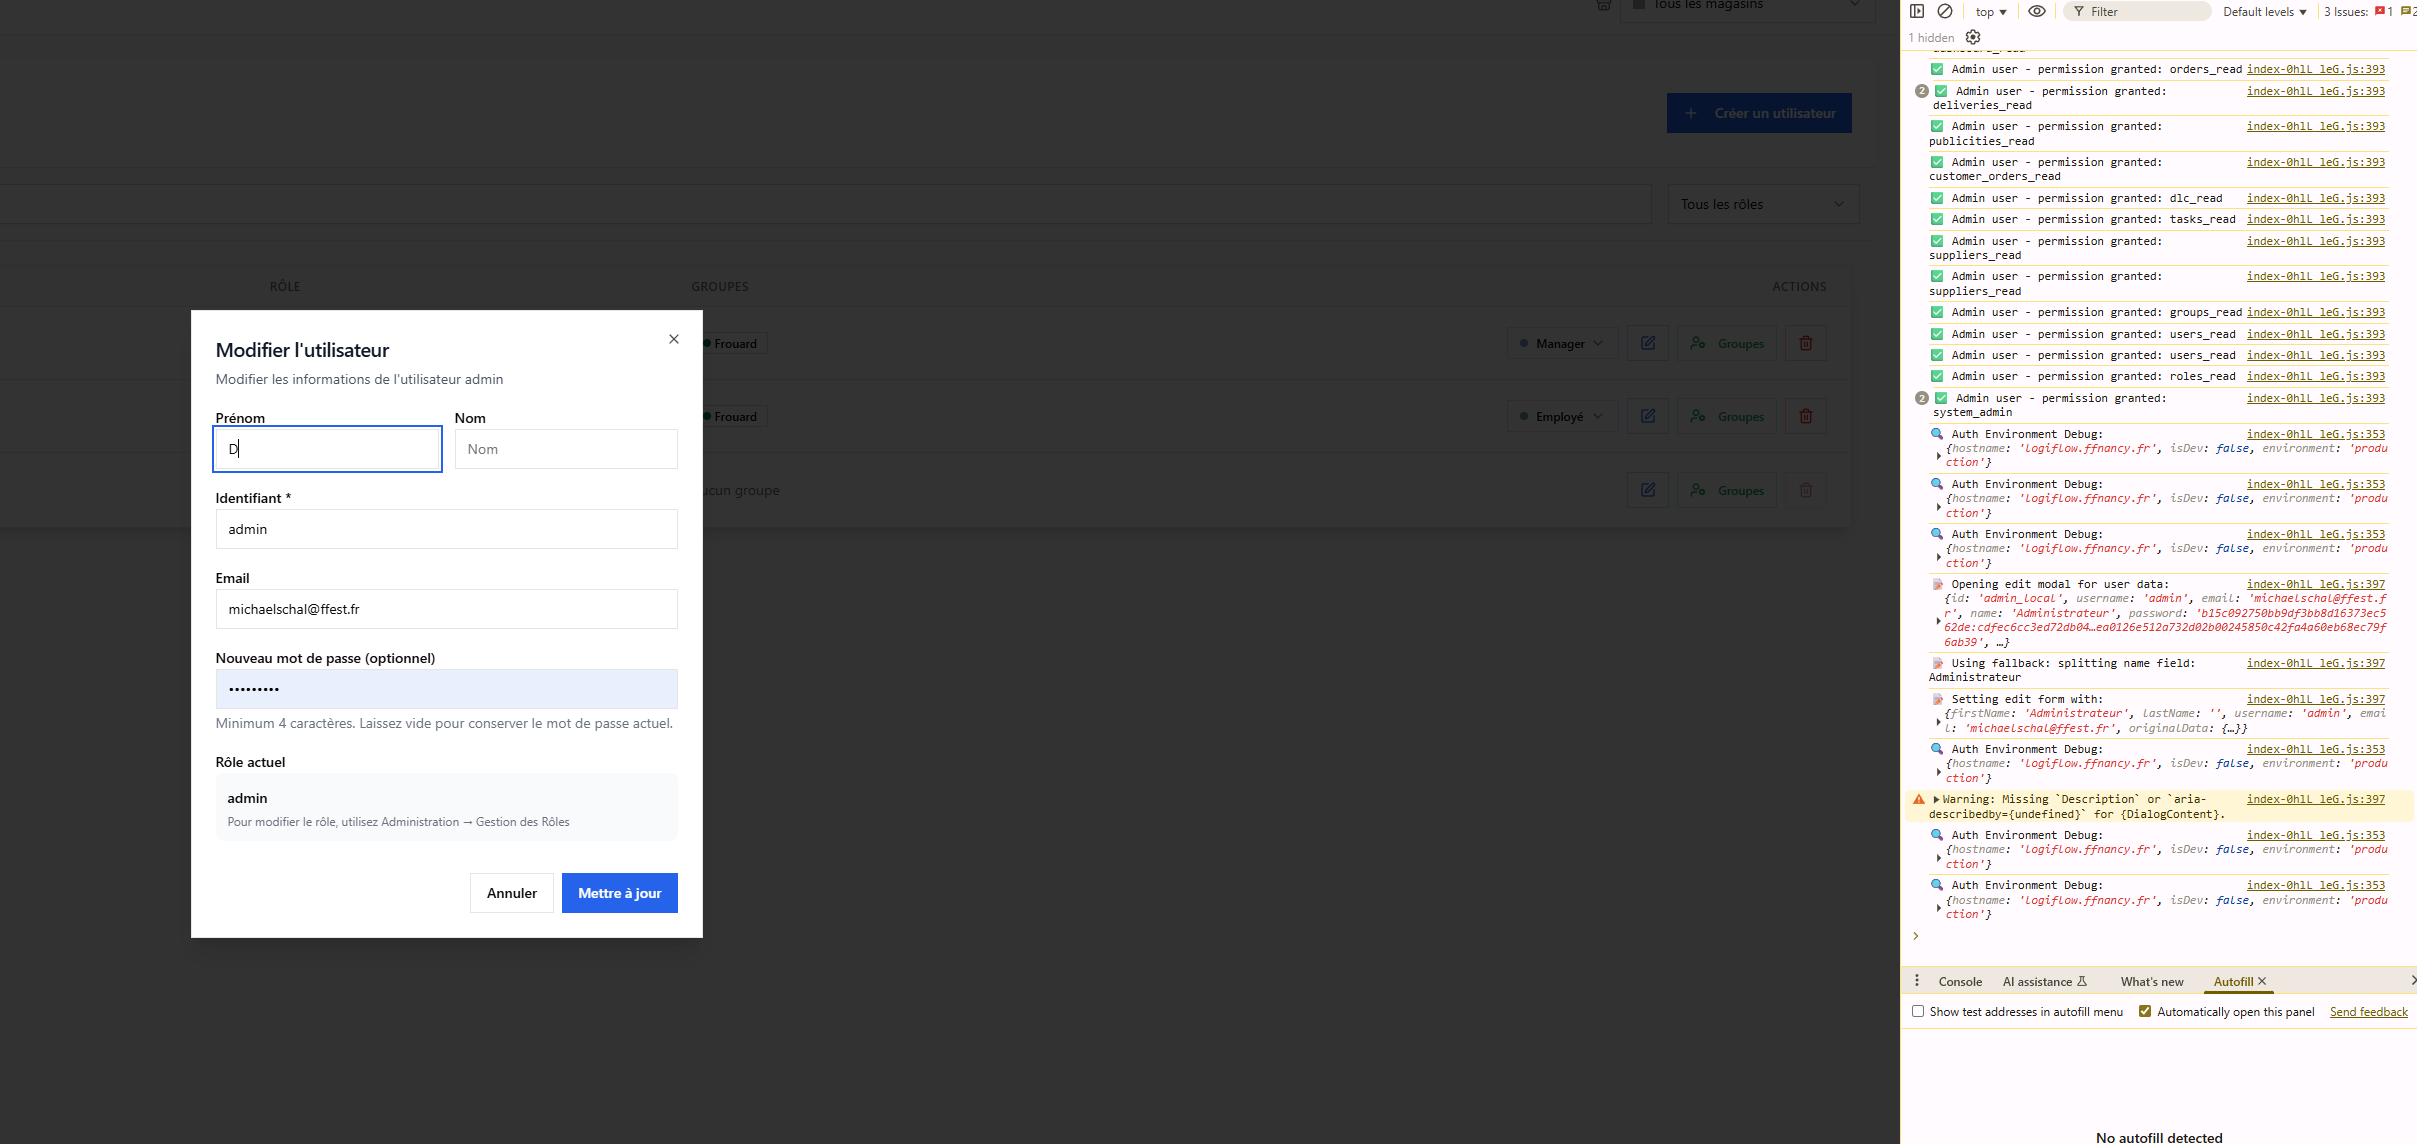 Tous les magasins
Créer un utilisateur
Tous les rôles
RÔLE
GROUPES
ACTIONS
Frouard
Manager
Groupes
Frouard
Employé
Groupes
ucun groupe
Groupes
Modifier l'utilisateur
Modifier les informations de l'utilisateur admin
Prénom
Nom
D
Nom
Identifiant *
admin
Email
michaelschal@ffest.fr
Nouveau mot de passe (optionnel)
•••••••••
Minimum 4 caractères. Laissez vide pour conserver le mot de passe actuel.
Rôle actuel
admin
Pour modifier le rôle, utilisez Administration → Gestion des Rôles
Annuler
Mettre à jour
top
Filter
Default levels
3 Issues: 1 2
1 hidden
Admin user - permission granted: orders_read index-0hlL_leG.js:393
2 Admin user - permission granted: index-0hlL_leG.js:393
deliveries_read
Admin user - permission granted: index-0hlL_leG.js:393
publicities_read
Admin user - permission granted: index-0hlL_leG.js:393
customer_orders_read
Admin user - permission granted: dlc_read index-0hlL_leG.js:393
Admin user - permission granted: tasks_read index-0hlL_leG.js:393
Admin user - permission granted: index-0hlL_leG.js:393
suppliers_read
Admin user - permission granted: index-0hlL_leG.js:393
suppliers_read
Admin user - permission granted: groups_read index-0hlL_leG.js:393
Admin user - permission granted: users_read index-0hlL_leG.js:393
Admin user - permission granted: users_read index-0hlL_leG.js:393
Admin user - permission granted: roles_read index-0hlL_leG.js:393
2 Admin user - permission granted: index-0hlL_leG.js:393
system_admin
Auth Environment Debug: index-0hlL_leG.js:353
{hostname: 'logiflow.ffnancy.fr', isDev: false, environment: 'produ
ction'}
Auth Environment Debug: index-0hlL_leG.js:353
{hostname: 'logiflow.ffnancy.fr', isDev: false, environment: 'produ
ction'}
Auth Environment Debug: index-0hlL_leG.js:353
{hostname: 'logiflow.ffnancy.fr', isDev: false, environment: 'produ
ction'}
Opening edit modal for user data: index-0hlL_leG.js:397
{id: 'admin_local', username: 'admin', email: 'michaelschal@ffest.f
r', name: 'Administrateur', password: 'b15c092750bb9df3bb8d16373ec5
62de:cdfec6cc3ed72db04…ea0126e512a732d02b00245850c42fa4a60eb68ec79f
6ab39', …}
Using fallback: splitting name field: index-0hlL_leG.js:397
Administrateur
Setting edit form with: index-0hlL_leG.js:397
{firstName: 'Administrateur', lastName: '', username: 'admin', emai
l: 'michaelschal@ffest.fr', originalData: {…}}
Auth Environment Debug: index-0hlL_leG.js:353
{hostname: 'logiflow.ffnancy.fr', isDev: false, environment: 'produ
ction'}
Warning: Missing `Description` or `aria- index-0hlL_leG.js:397
describedby={undefined}` for {DialogContent}.
Auth Environment Debug: index-0hlL_leG.js:353
{hostname: 'logiflow.ffnancy.fr', isDev: false, environment: 'produ
ction'}
Auth Environment Debug: index-0hlL_leG.js:353
{hostname: 'logiflow.ffnancy.fr', isDev: false, environment: 'produ
ction'}
Console
AI assistance
What's new
Autofill
Show test addresses in autofill menu
Automatically open this panel
Send feedback
No autofill detected